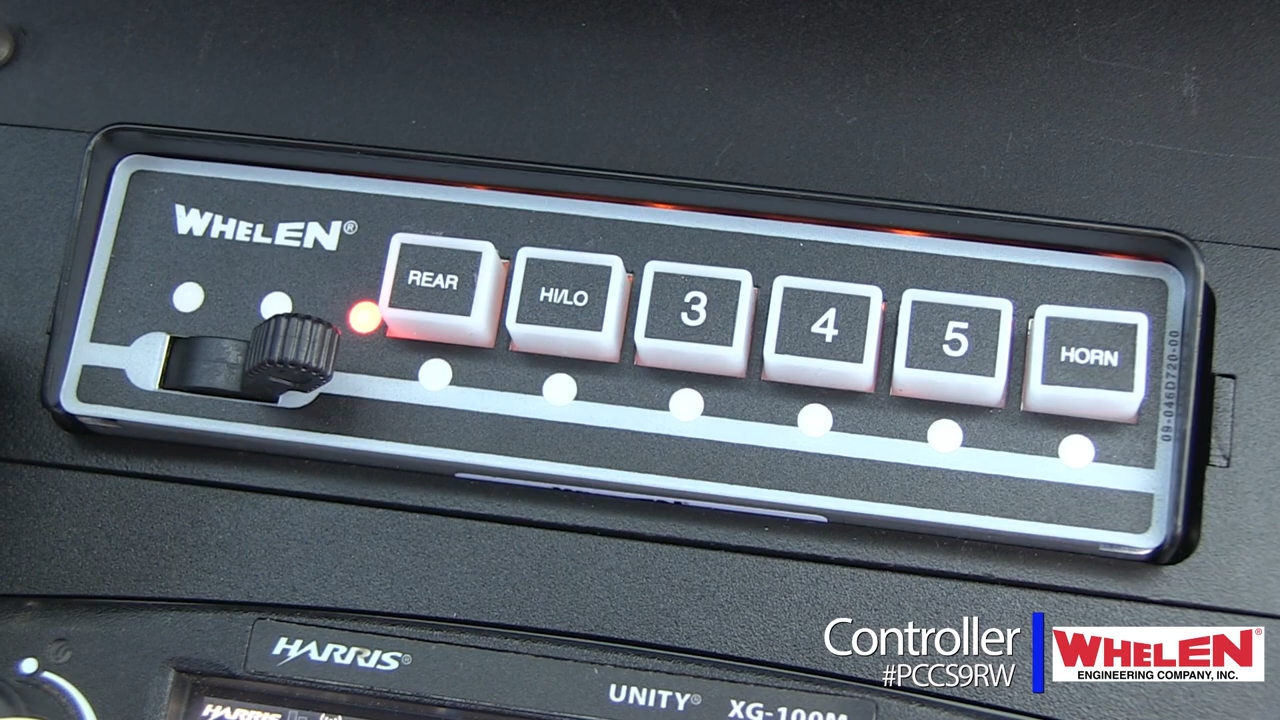 WHELEN®
REAR
HI/LO
3
4
5
HORN
09-046D720-00
HARRIS®
UNITY® XG-100M
HARRIS
Controller
#PCCS9RW
WHELEN®
ENGINEERING COMPANY, INC.